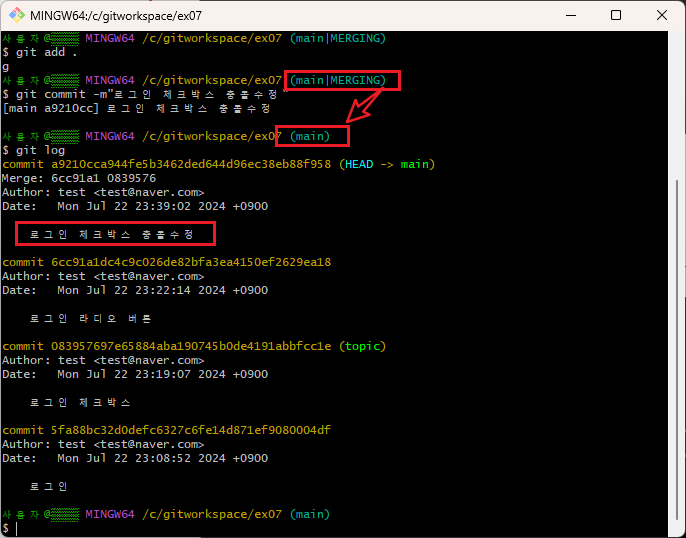 MINGW64:/c/gitworkspace/ex07
사용자@▒▒▒▒ MINGW64 /c/gitworkspace/ex07 (main|MERGING)
$ git add .
g
사용자@▒▒▒▒ MINGW64 /c/gitworkspace/ex07 (main|MERGING)
$ git commit -m"로그인 체크박스 충돌수정"
[main a9210cc] 로그인 체크박스 충돌수정
사용자@▒▒▒▒ MINGW64 /c/gitworkspace/ex07 (main)
$ git log
commit a9210cca944fe5b3462ded644d96ec38eb88f958 (HEAD -> main)
Merge: 6cc91a1 0839576
Author: test <test@naver.com>
Date:   Mon Jul 22 23:39:02 2024 +0900
로그인 체크박스 충돌수정
commit 6cc91a1dc4c9c026de82bfa3ea4150ef2629ea18
Author: test <test@naver.com>
Date:   Mon Jul 22 23:22:14 2024 +0900
로그인 라디오 버튼
commit 083957697e65884aba190745b0de4191abbfcc1e (topic)
Author: test <test@naver.com>
Date:   Mon Jul 22 23:19:07 2024 +0900
로그인 체크박스
commit 5fa88bc32d0defc6327c6fe14d871ef9080004df
Author: test <test@naver.com>
Date:   Mon Jul 22 23:08:52 2024 +0900
로그인
사용자@▒▒▒▒ MINGW64 /c/gitworkspace/ex07 (main)
$